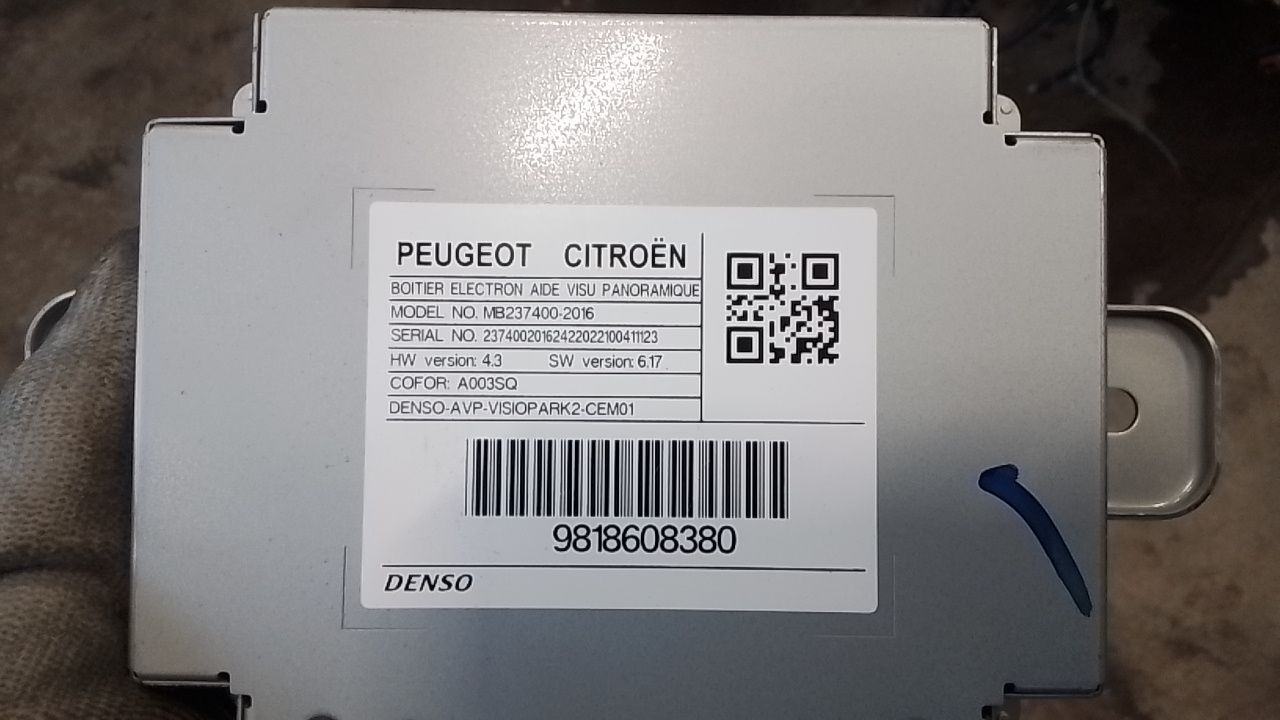 PEUGEOT CITROËN
BOITIER ELECTRON AIDE VISU PANORAMIQUE
MODEL NO. MB237400-2016
SERIAL NO. 23740020162422022100411123
HW version: 4.3 SW version: 6.17
COFOR: A003SQ
DENSO-AVP-VISIOPARK2-CEM01
9818608380
DENSO